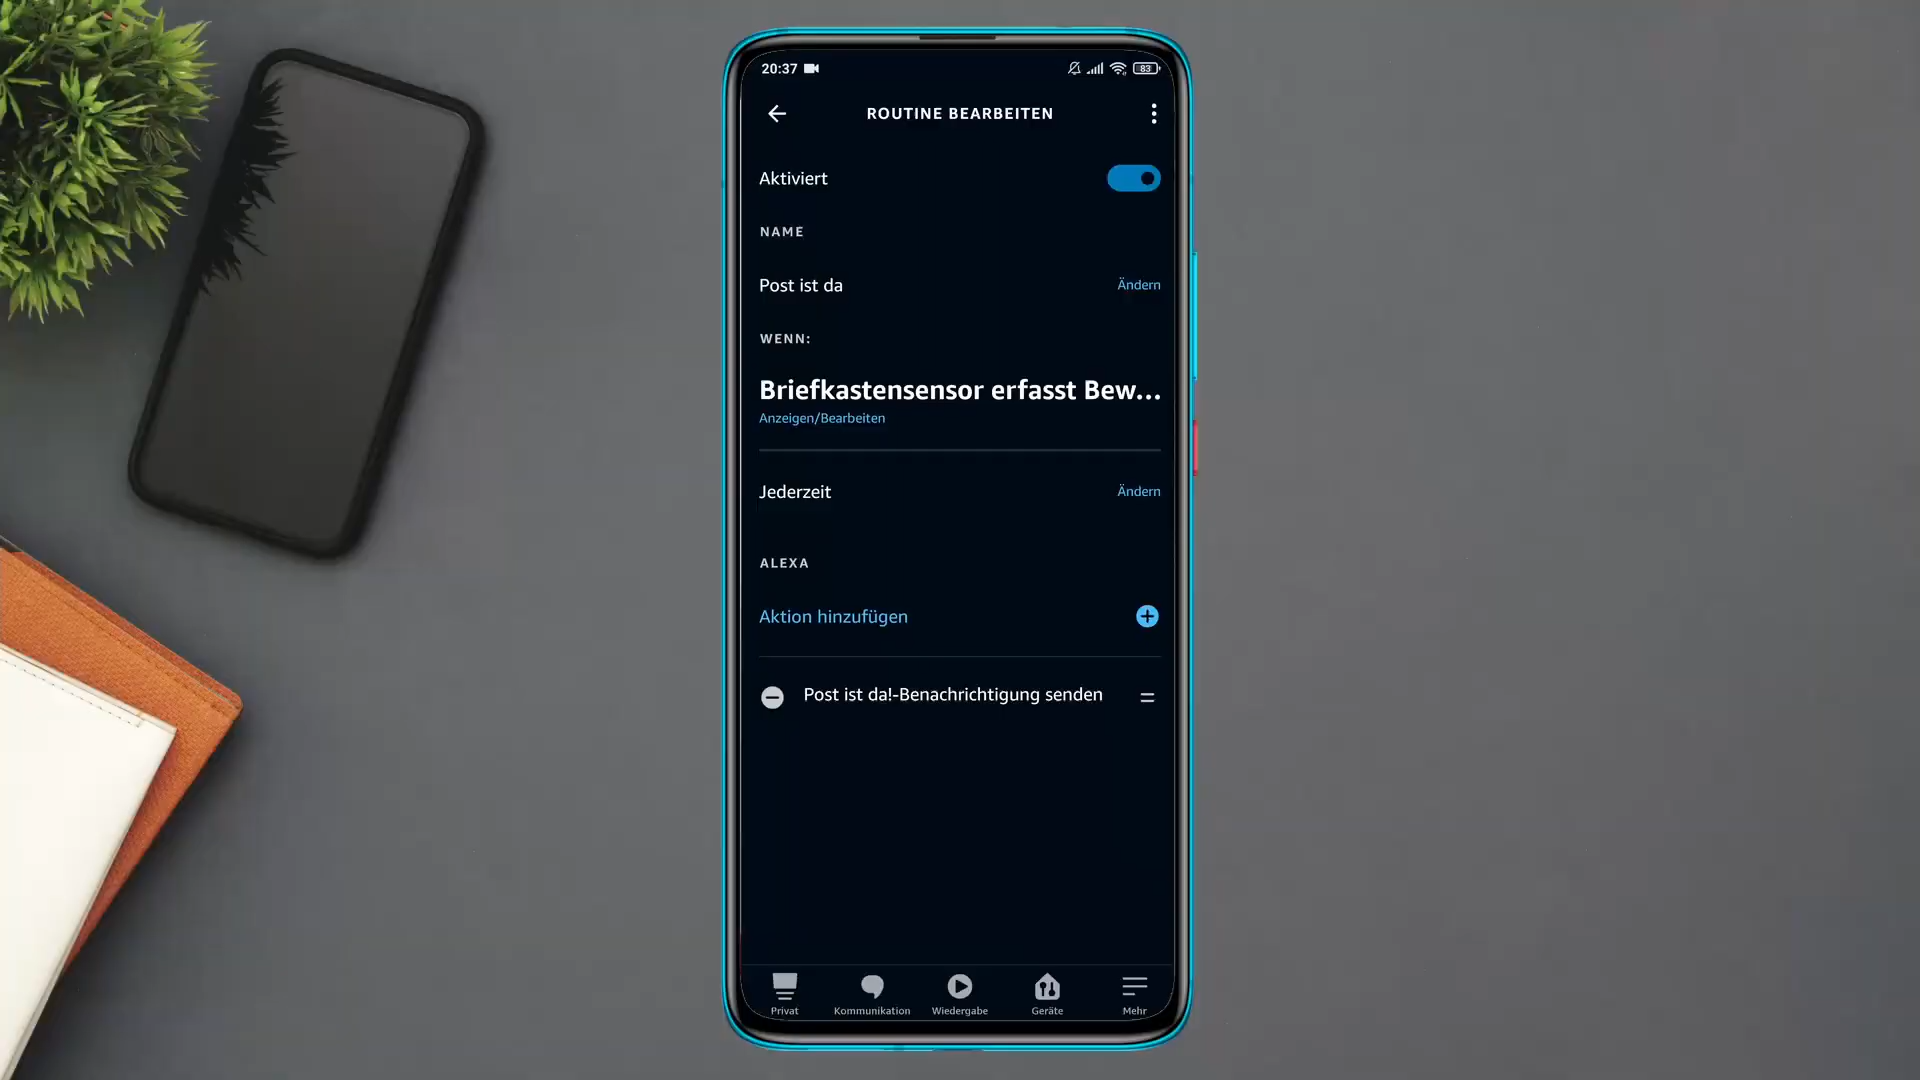 20:37
83
ROUTINE BEARBEITEN
Aktiviert
NAME
Post ist da
Ändern
WENN:
Briefkastensensor erfasst Bew...
Anzeigen/Bearbeiten
Jederzeit
Ändern
ALEXA
Aktion hinzufügen
Post ist da!-Benachrichtigung senden
Privat
Kommunikation
Wiedergabe
Geräte
Mehr